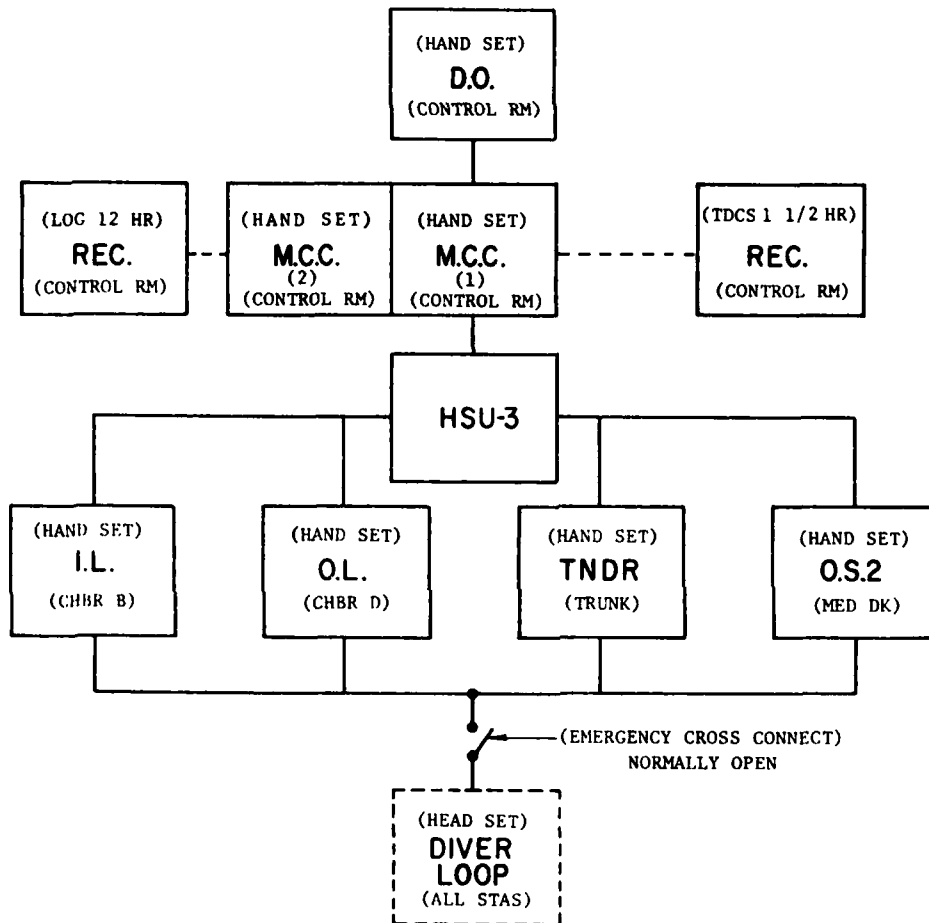 (HAND SET)
D.O.
(CONTROL RM)
(LOG 12 HR)
REC.
(CONTROL RM)
(HAND SET)
M.C.C.
(2)
(CONTROL RM)
(HAND SET)
M.C.C.
(1)
(CONTROL RM)
(TDCS 1 1/2 HR)
REC.
(CONTROL RM)
HSU-3
(HAND SET)
I.L.
(CHBR B)
(HAND SET)
O.L.
(CHBR D)
(HAND SET)
TNDR
(TRUNK)
(HAND SET)
O.S.2
(MED DK)
(EMERGENCY CROSS CONNECT)
NORMALLY OPEN
(HEAD SET)
DIVER
LOOP
(ALL STAS)